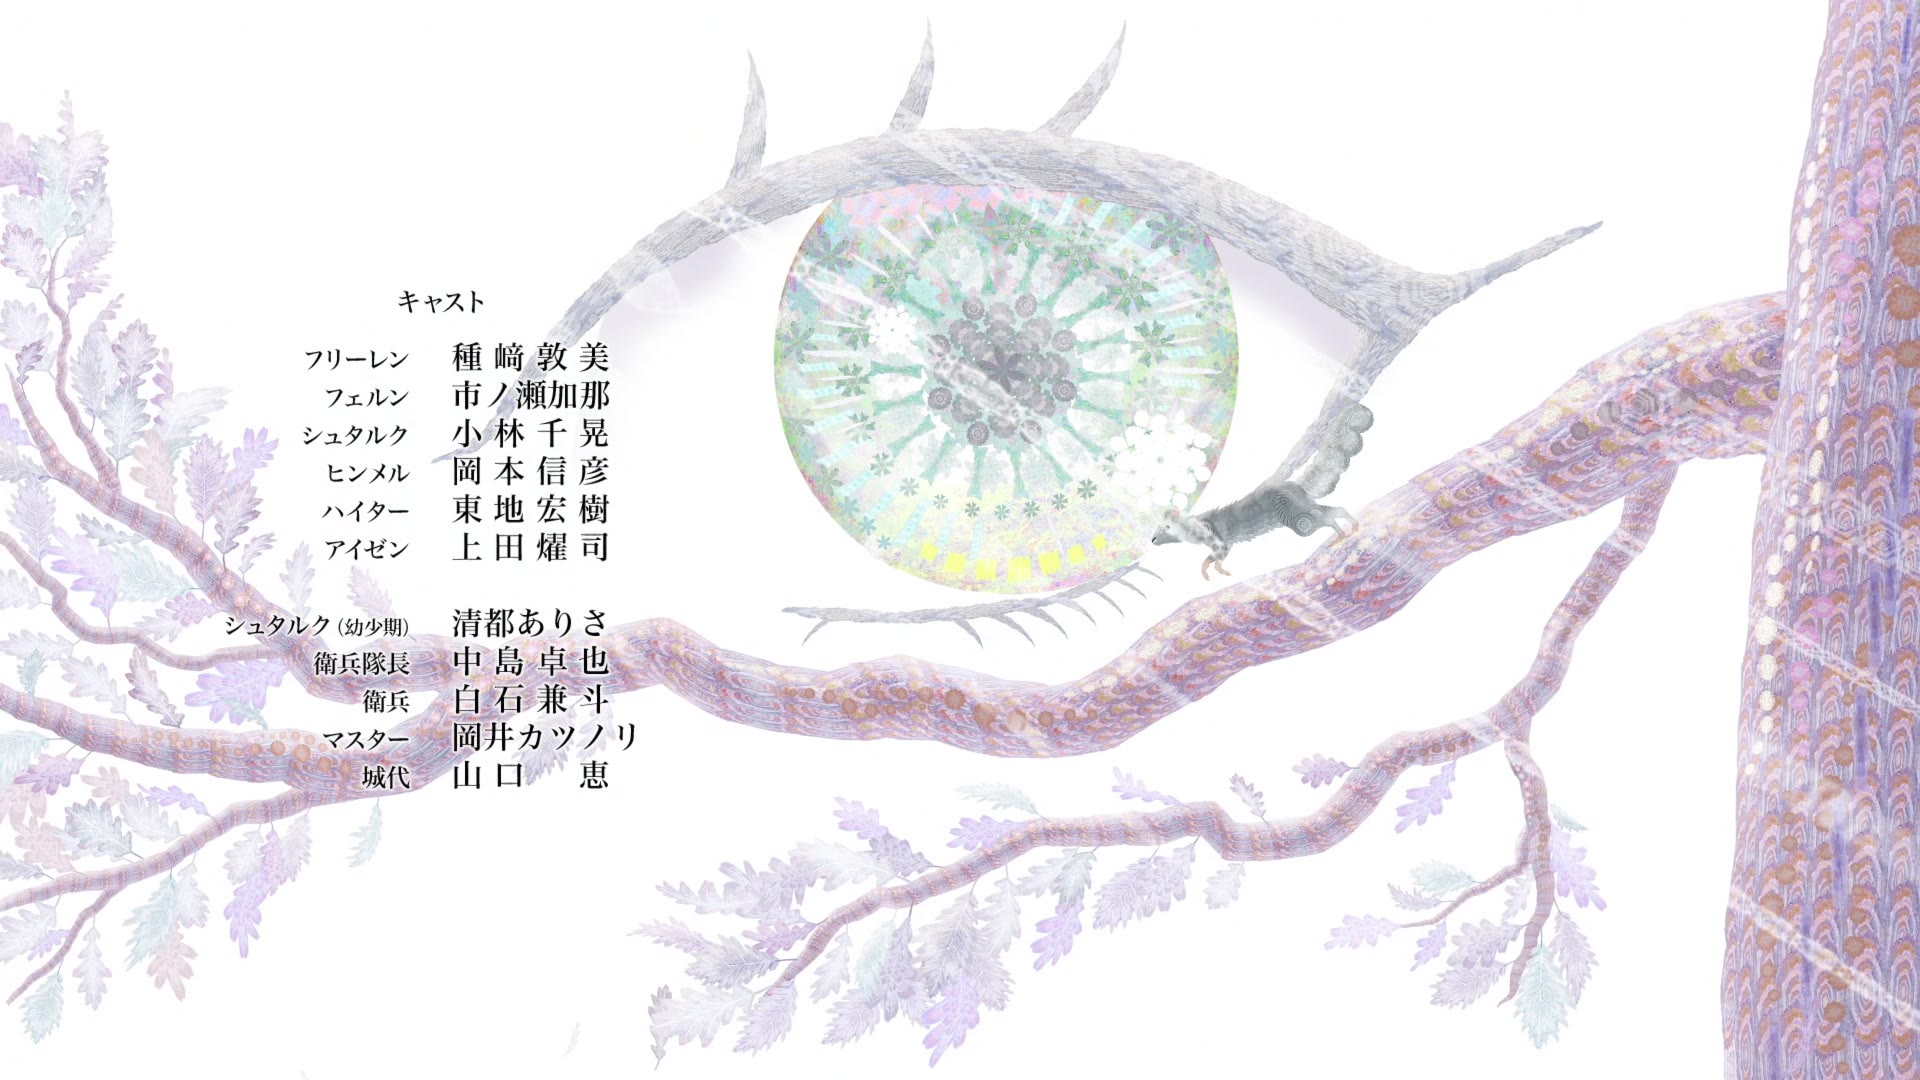 キャスト
フリーレン 種﨑敦美
フェルン 市ノ瀬加那
シュタルク 小林千晃
ヒンメル 岡本信彦
ハイター 東地宏樹
アイゼン 上田燿司
シュタルク（幼少期） 清都ありさ
衛兵隊長 中島卓也
衛兵 白石兼斗
マスター 岡井カツノリ
城代 山口 恵